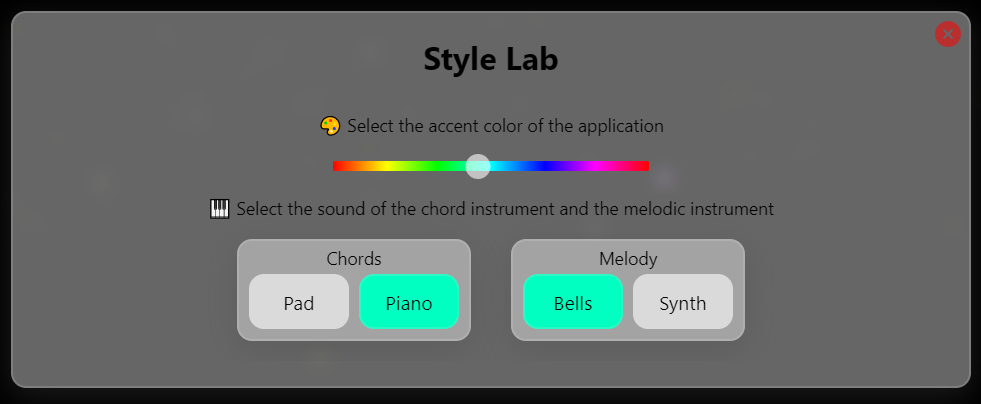 Style Lab
🎨 Select the accent color of the application
🎹 Select the sound of the chord instrument and the melodic instrument
Chords
Pad
Piano
Melody
Bells
Synth